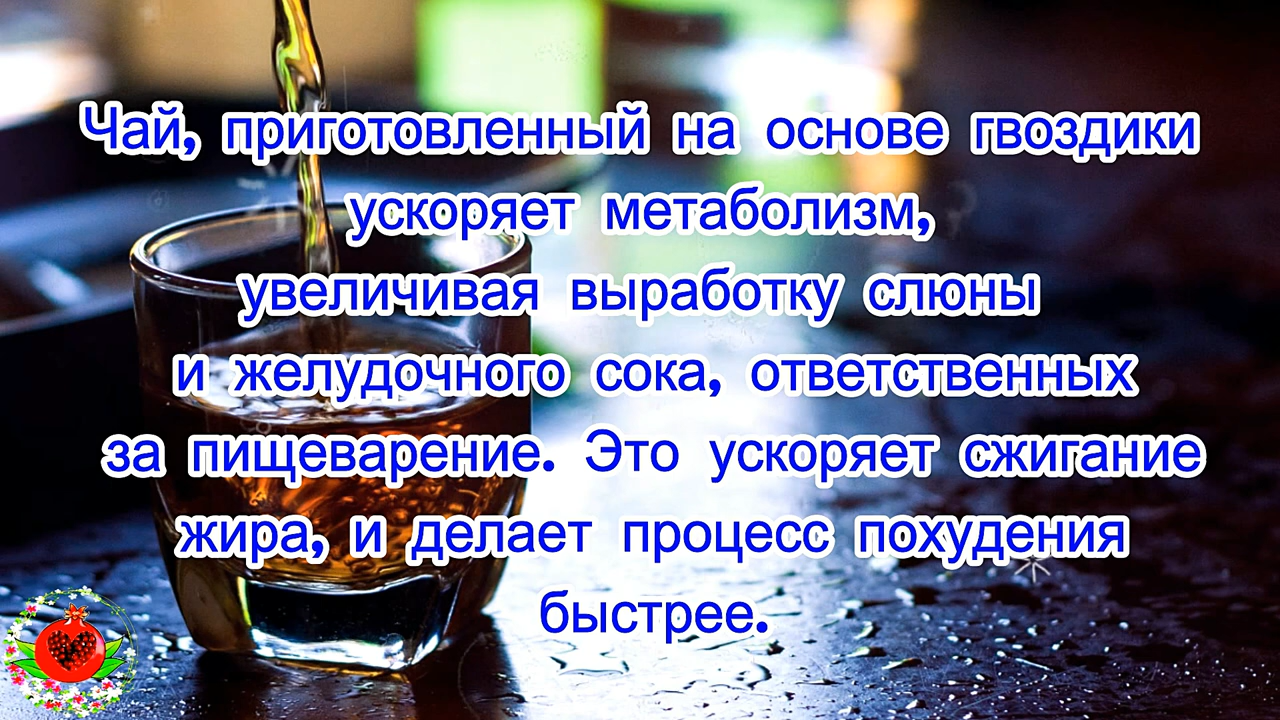 Чай, приготовленный на основе гвоздики
ускоряет метаболизм,
увеличивая выработку слюны
и желудочного сока, ответственных
за пищеварение. Это ускоряет сжигание
жира, и делает процесс похудения
быстрее.